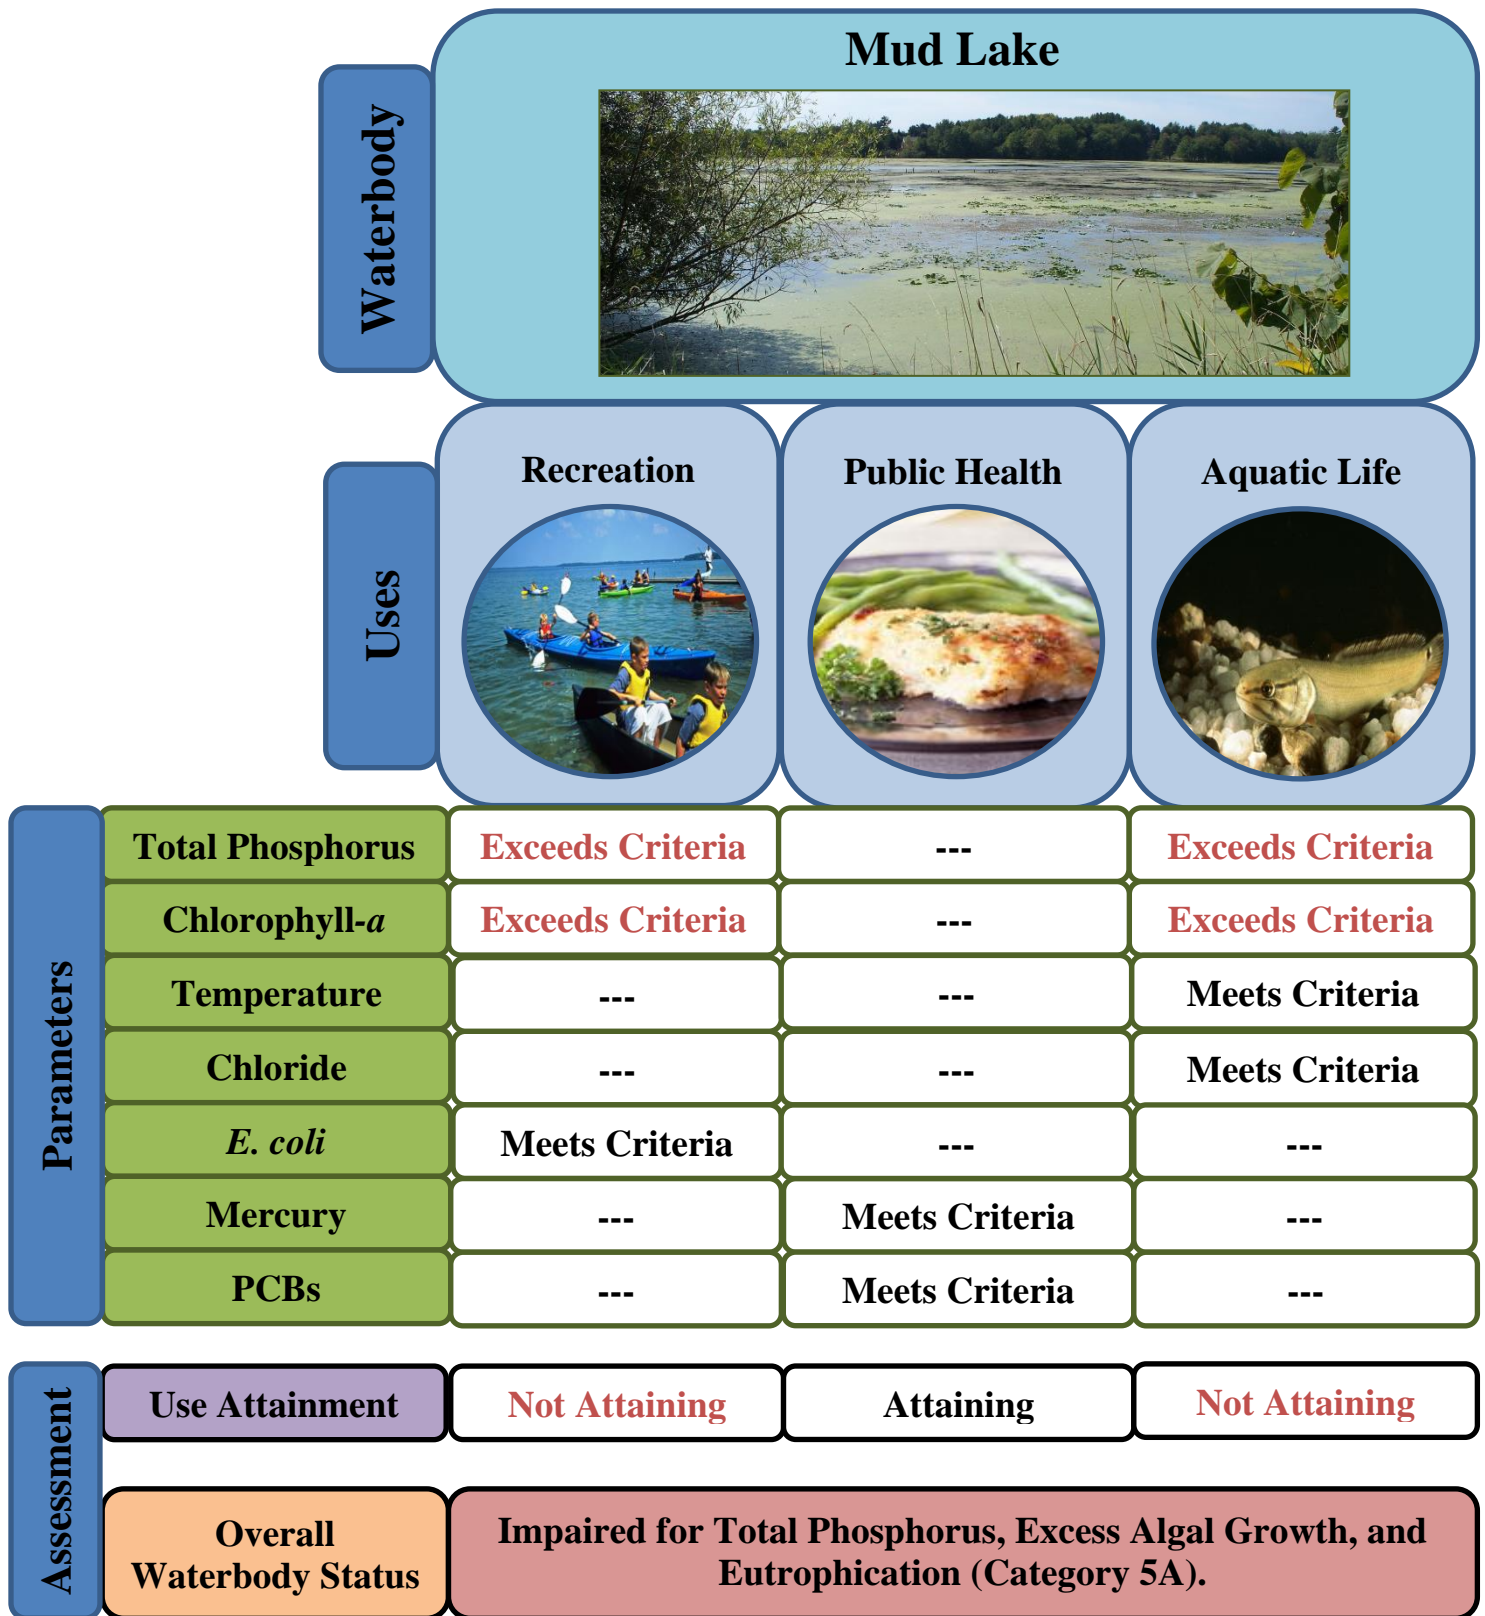 Mud Lake
Waterbody
Uses
Recreation
Public Health
Aquatic Life
Parameters
Total Phosphorus
Exceeds Criteria
---
Exceeds Criteria
Chlorophyll-a
Exceeds Criteria
---
Exceeds Criteria
Temperature
---
---
Meets Criteria
Chloride
---
---
Meets Criteria
E. coli
Meets Criteria
---
---
Mercury
---
Meets Criteria
---
PCBs
---
Meets Criteria
---
Assessment
Use Attainment
Not Attaining
Attaining
Not Attaining
Overall
Waterbody Status
Impaired for Total Phosphorus, Excess Algal Growth, and
Eutrophication (Category 5A).